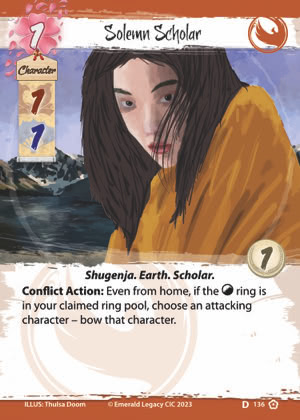 1
Solemn Scholar
Character
1
1
1
Shugenja. Earth. Scholar.
Conflict Action: Even from home, if the ring is
in your claimed ring pool, choose an attacking
character – bow that character.
ILLUS: Thulsa Doom © Emerald Legacy CIC 2023 D 136